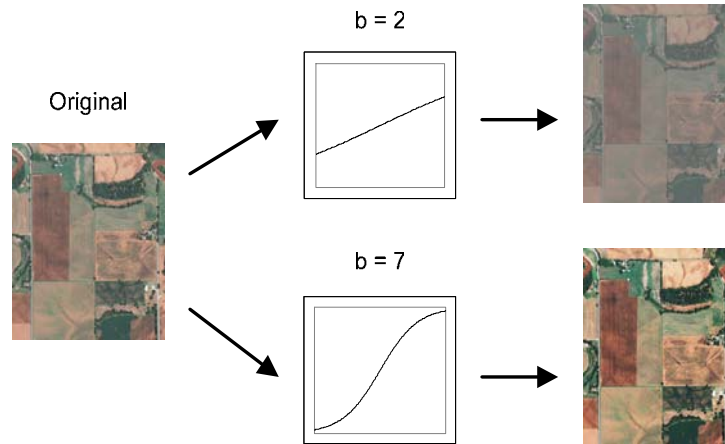 b = 2
Original
b = 7